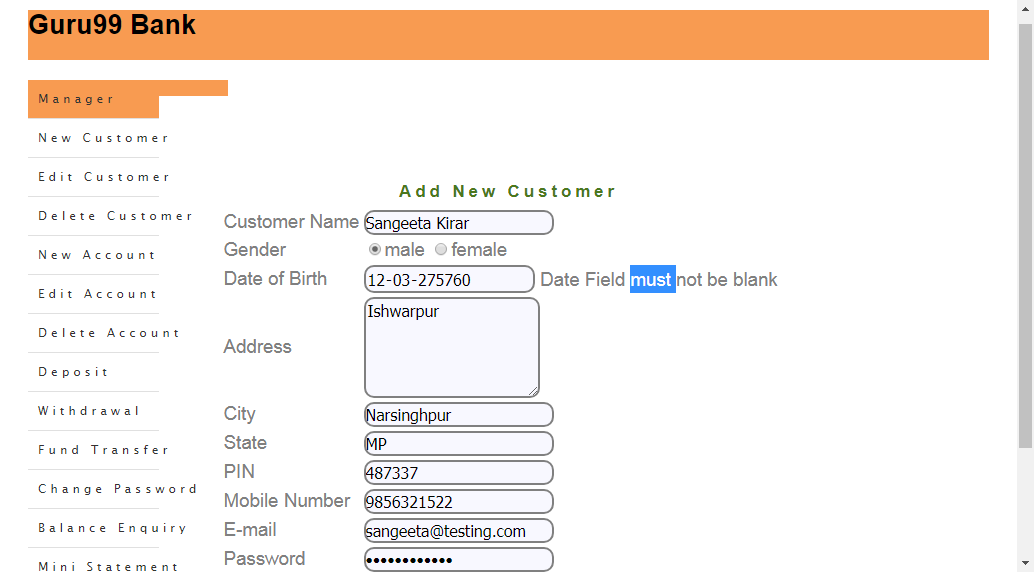 Guru99 Bank
Manager
New Customer
Edit Customer
Delete Customer
New Account
Edit Account
Delete Account
Deposit
Withdrawal
Fund Transfer
Change Password
Balance Enquiry
Mini Statement
Add New Customer
Customer Name Sangeeta Kirar
Gender male female
Date of Birth 12-03-275760 Date Field must not be blank
Address Ishwarpur
City Narsinghpur
State MP
PIN 487337
Mobile Number 9856321522
E-mail sangeeta@testing.com
Password ••••••••••••